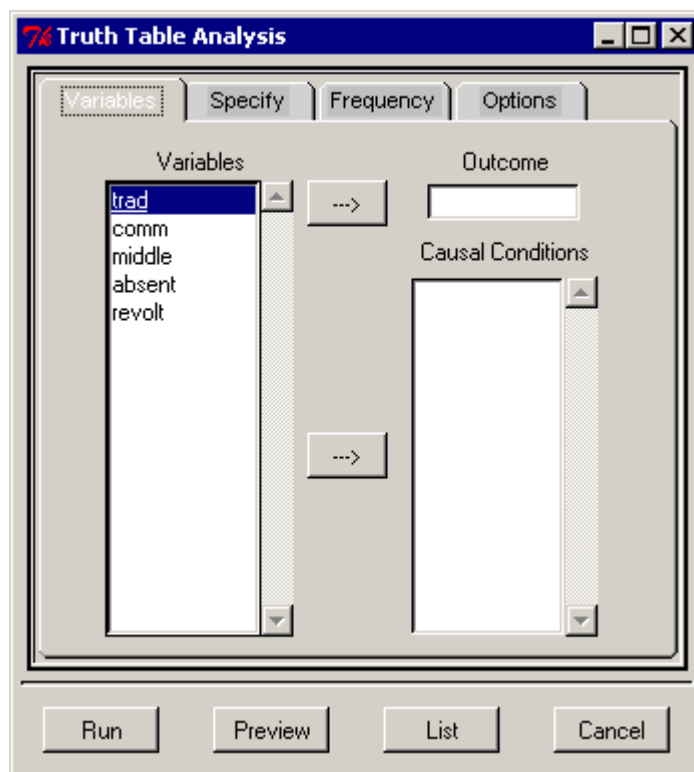 Truth Table Analysis
Variables Specify Frequency Options
Variables
Outcome
trad
comm
middle
absent
revolt
--->
Causal Conditions
--->
Run Preview List Cancel